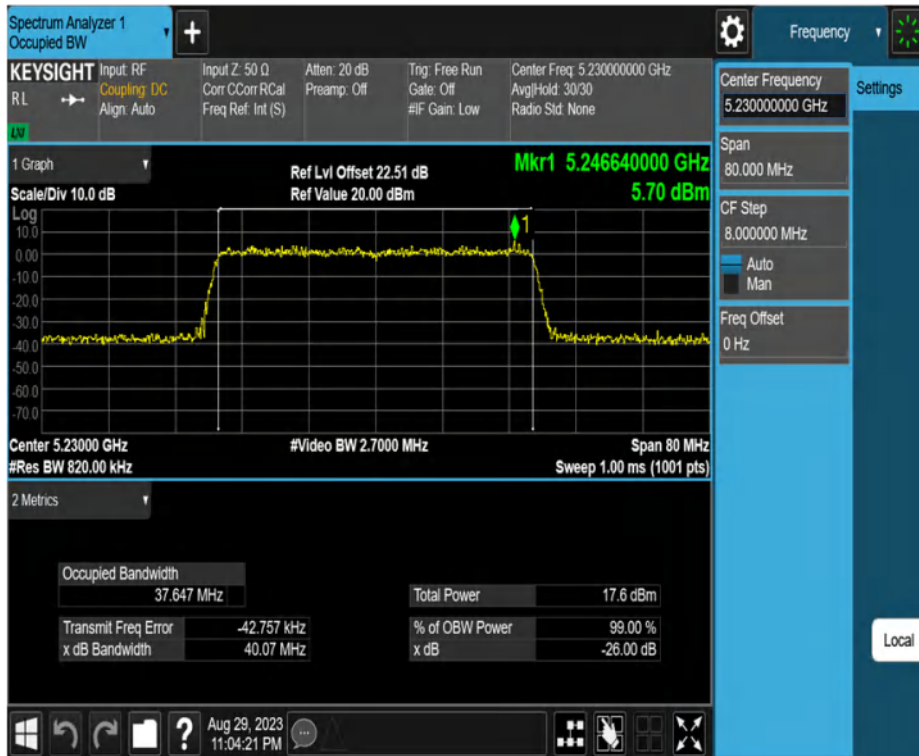 Spectrum Analyzer 1
Occupied BW
+
Frequency
KEYSIGHT
RL
LNI
Input: RF
Coupling: DC
Align: Auto
Input Z: 50 Ω
Corr CCorr RCal
Freq Ref: Int (S)
Atten: 20 dB
Preamp: Off
Trig: Free Run
Gate: Off
#IF Gain: Low
Center Freq: 5.230000000 GHz
Avg|Hold: 30/30
Radio Std: None
Center Frequency
5.230000000 GHz
Settings
Span
80.000 MHz
CF Step
8.000000 MHz
Auto
Man
Freq Offset
0 Hz
1 Graph
Scale/Div 10.0 dB
Ref Lvl Offset 22.51 dB
Ref Value 20.00 dBm
Mkr1 5.246640000 GHz
5.70 dBm
Log
10.0
0.00
-10.0
-20.0
-30.0
-40.0
-50.0
-60.0
-70.0
1
Center 5.23000 GHz
#Video BW 2.7000 MHz
Span 80 MHz
#Res BW 820.00 kHz
Sweep 1.00 ms (1001 pts)
2 Metrics
Occupied Bandwidth
37.647 MHz
Total Power 17.6 dBm
Transmit Freq Error -42.757 kHz
% of OBW Power 99.00 %
x dB Bandwidth 40.07 MHz
x dB -26.00 dB
Local
?
Aug 29, 2023
11:04:21 PM